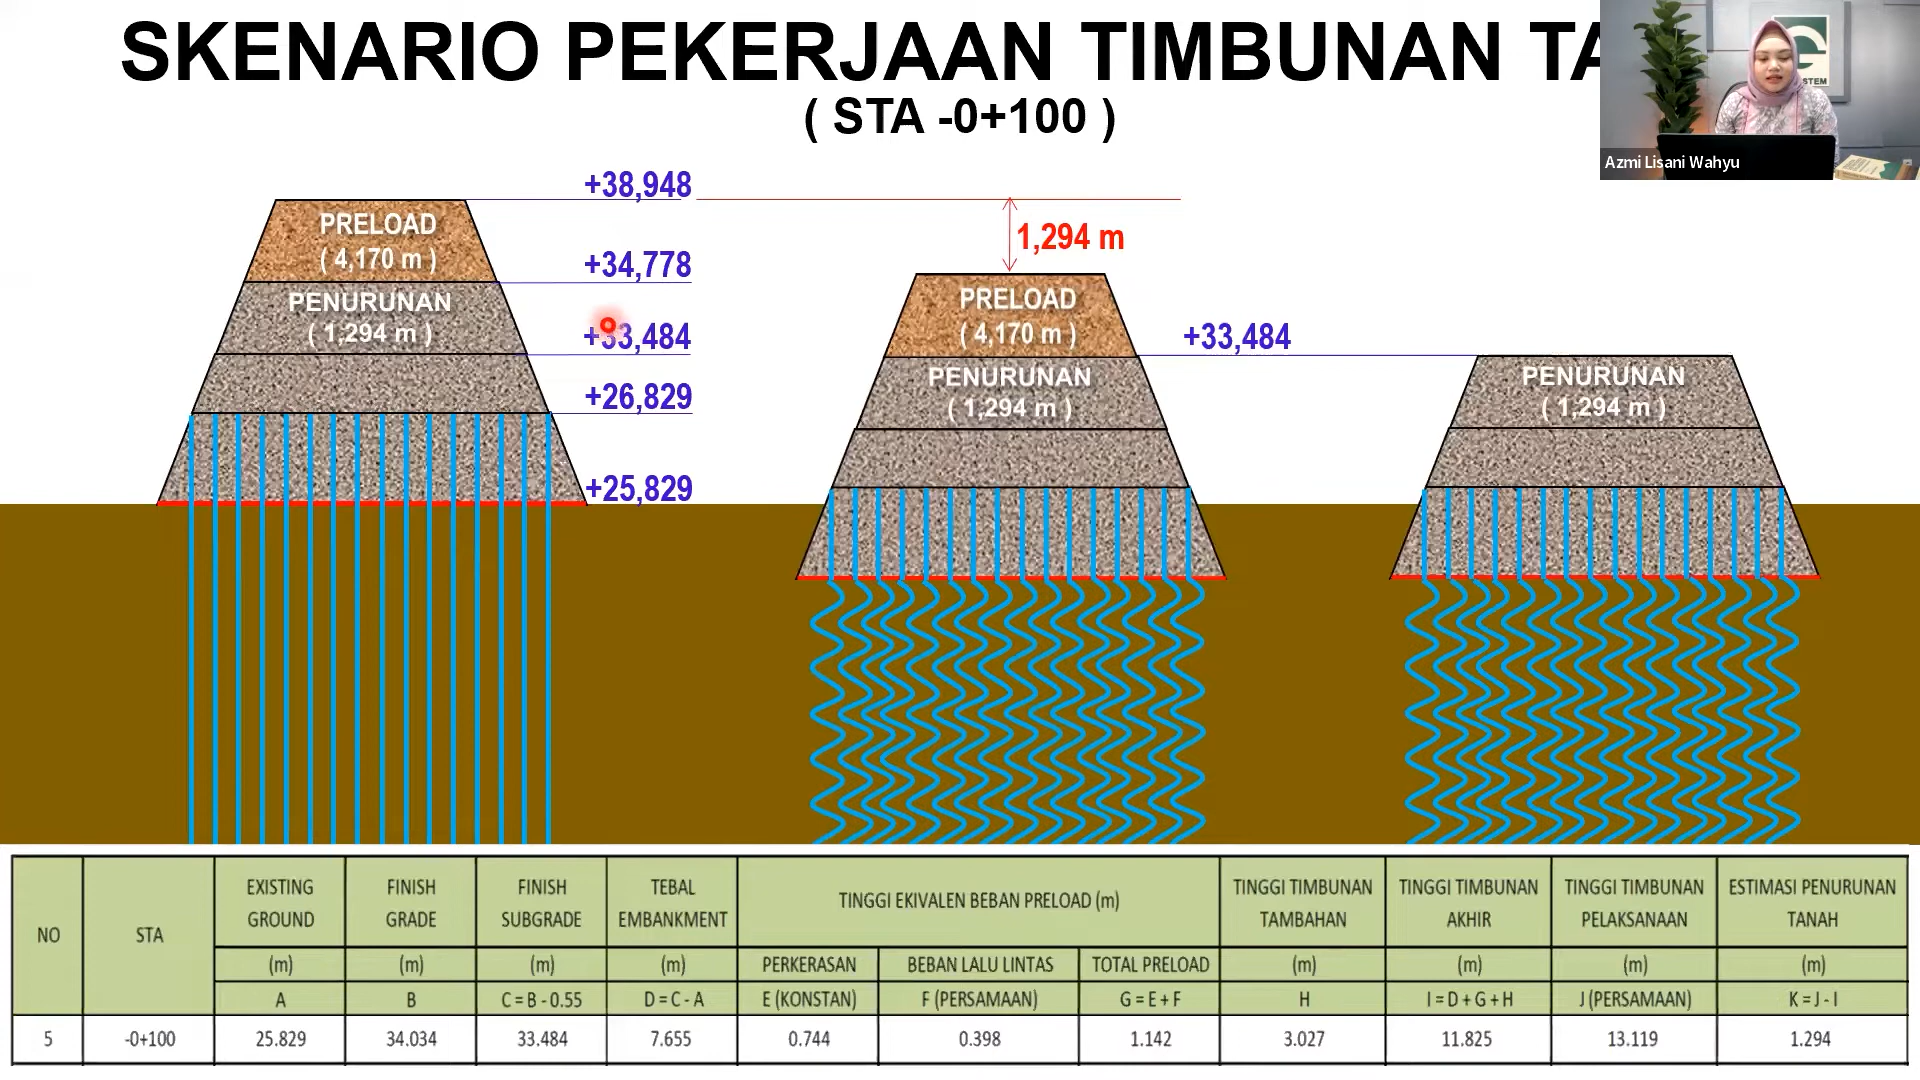 SKENARIO PEKERJAAN TIMBUNAN TA
( STA -0+100 )
STEM
Azmi Lisani Wahyu
+38,948
PRELOAD
( 4,170 m )
+34,778
PENURUNAN
( 1,294 m )
+33,484
+26,829
+25,829
1,294 m
PRELOAD
( 4,170 m )
+33,484
PENURUNAN
( 1,294 m )
PENURUNAN
( 1,294 m )
NO
STA
EXISTING
GROUND
FINISH
GRADE
FINISH
SUBGRADE
TEBAL
EMBANKMENT
TINGGI EKIVALEN BEBAN PRELOAD (m)
TINGGI TIMBUNAN
TAMBAHAN
TINGGI TIMBUNAN
AKHIR
TINGGI TIMBUNAN
PELAKSANAAN
ESTIMASI PENURUNAN
TANAH
(m) (m) (m) (m) PERKERASAN BEBAN LALU LINTAS TOTAL PRELOAD (m) (m) (m) (m)
A B C = B - 0.55 D = C - A E (KONSTAN) F (PERSAMAAN) G = E + F H I = D + G + H J (PERSAMAAN) K = J - I
5 -0+100 25.829 34.034 33.484 7.655 0.744 0.398 1.142 3.027 11.825 13.119 1.294